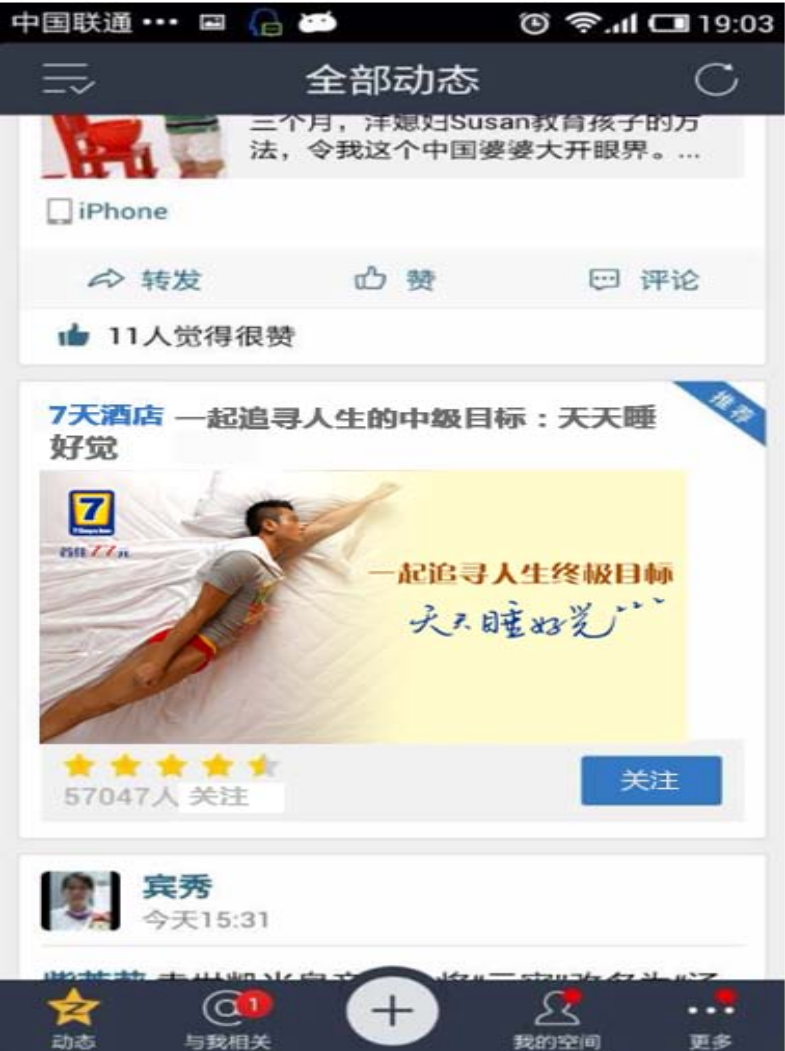 中国联通 ••• 19:03
全部动态
三个月，洋媳妇Susan教育孩子的方
法，令我这个中国婆婆大开眼界。...
iPhone
转发 赞 评论
11人觉得很赞
推荐
7天酒店 一起追寻人生的中级目标：天天睡
好觉
7
首住77元
一起追寻人生终极目标
天天睡好觉...
57047人 关注
关注
宾秀
今天15:31
动态 与我相关 1 我的空间 更多